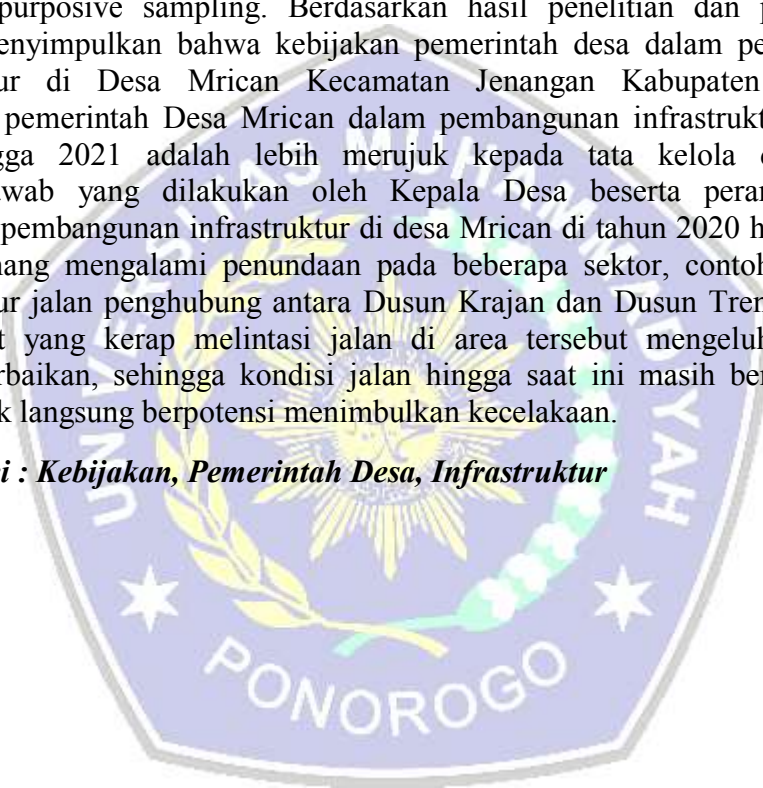 purposive sampling. Berdasarkan hasil penelitian dan p
enyimpulkan bahwa kebijakan pemerintah desa dalam pe
ur di Desa Mrican Kecamatan Jenangan Kabupaten
pemerintah Desa Mrican dalam pembangunan infrastrukt
gga 2021 adalah lebih merujuk kepada tata kelola
wab yang dilakukan oleh Kepala Desa beserta peran
pembangunan infrastruktur di desa Mrican di tahun 2020 h
nang mengalami penundaan pada beberapa sektor, contoh
ur jalan penghubung antara Dusun Krajan dan Dusun Tren
t yang kerap melintasi jalan di area tersebut mengeluh
rbaikan, sehingga kondisi jalan hingga saat ini masih ber
k langsung berpotensi menimbulkan kecelakaan.
i : Kebijakan, Pemerintah Desa, Infrastruktur
UNIVERSITAS MUHAMMADIYAH
PONOROGO